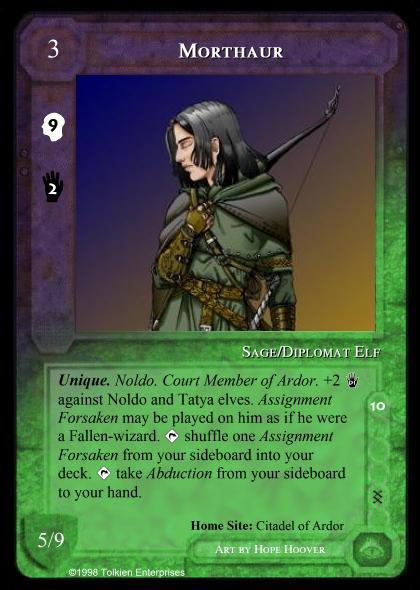 3
MORTHAUR
9
2
SAGE/DIPLOMAT ELF
Unique. Noldo. Court Member of Ardor. +2
against Noldo and Tatya elves. Assignment
Forsaken may be played on him as if he were
a Fallen-wizard. shuffle one Assignment
Forsaken from your sideboard into your
deck. take Abduction from your sideboard
to your hand.
10
Home Site: Citadel of Ardor
5/9
ART BY HOPE HOOVER
©1998 Tolkien Enterprises